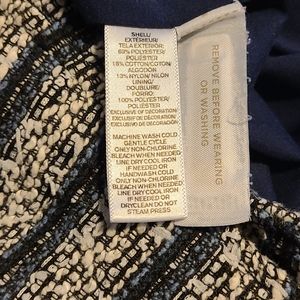 SHELL/
EXTÉRIEUR/
TELA EXTERIOR:
69% POLYESTER/
POLIÉSTER
18% COTTON/COTON/
ALGODÓN
13% NYLON/NILON
LINING/
DOUBLURE/
FORRO
100% POLYESTER/
POLIÉSTER
EXCLUSIVE OF DECORATION
EXCLUSIF DE DÉCORATION
EXCLUSIVO DE DECORACIÓN
MACHINE WASH COLD
GENTLE CYCLE
ONLY NON-CHLORINE
BLEACH WHEN NEEDED
LINE DRY COOL IRON
IF NEEDED OR
HANDWASH COLD
ONLY NON-CHLORINE
BLEACH WHEN NEEDED
LINE DRY COOL IRON
IF NEEDED OR
DRYCLEAN DO NOT
STEAM PRESS
REMOVE BEFORE WEARING
OR WASHING